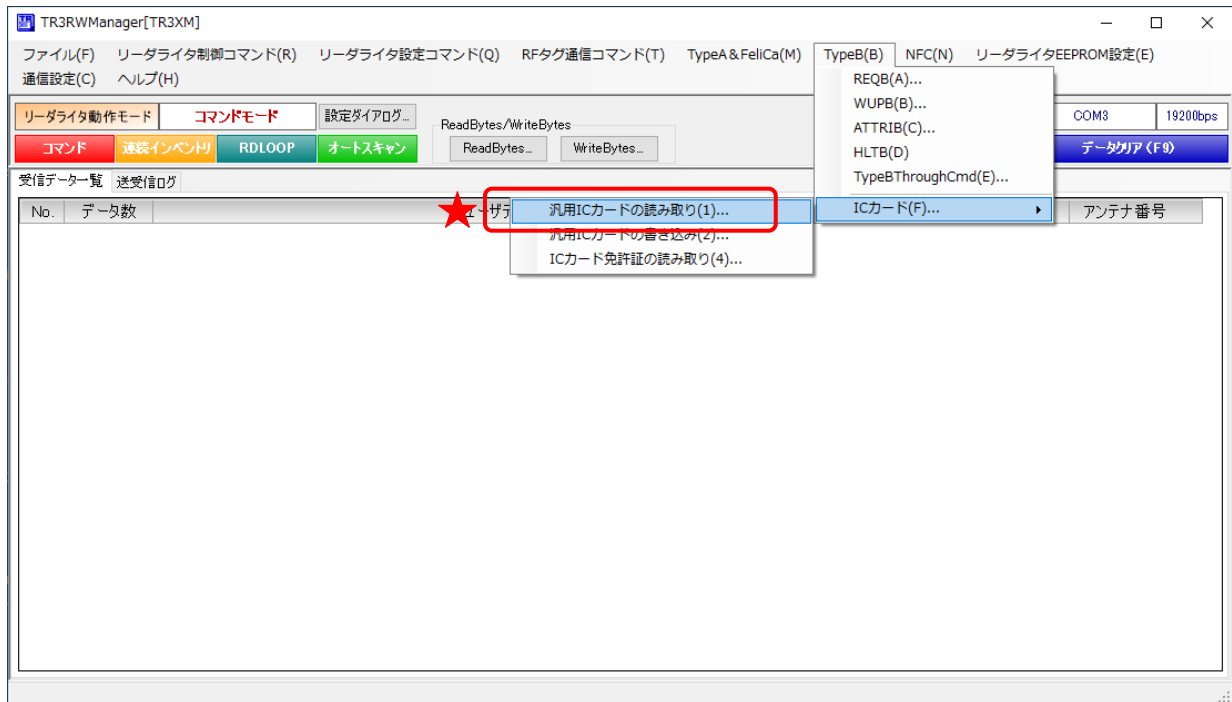 TR3RWManager[TR3XM]
ファイル(F) リーダライタ制御コマンド(R) リーダライタ設定コマンド(Q) RFタグ通信コマンド(T) TypeA&FeliCa(M) TypeB(B) NFC(N) リーダライタEEPROM設定(E)
通信設定(C) ヘルプ(H)
REQB(A)...
WUPB(B)...
ATTRIB(C)...
HLTB(D)
TypeBThroughCmd(E)...
ICカード(F)...
リーダライタ動作モード コマンドモード 設定ダイアログ... ReadBytes/WriteBytes COM3 19200bps
コマンド 連続インベントリ RDLOOP オートスキャン ReadBytes... WriteBytes... データクリア(F9)
受信データ一覧 送受信ログ
No. データ数 ユーザデ アンテナ番号
汎用ICカードの読み取り(1)...
汎用ICカードの書き込み(2)...
ICカード免許証の読み取り(4)...